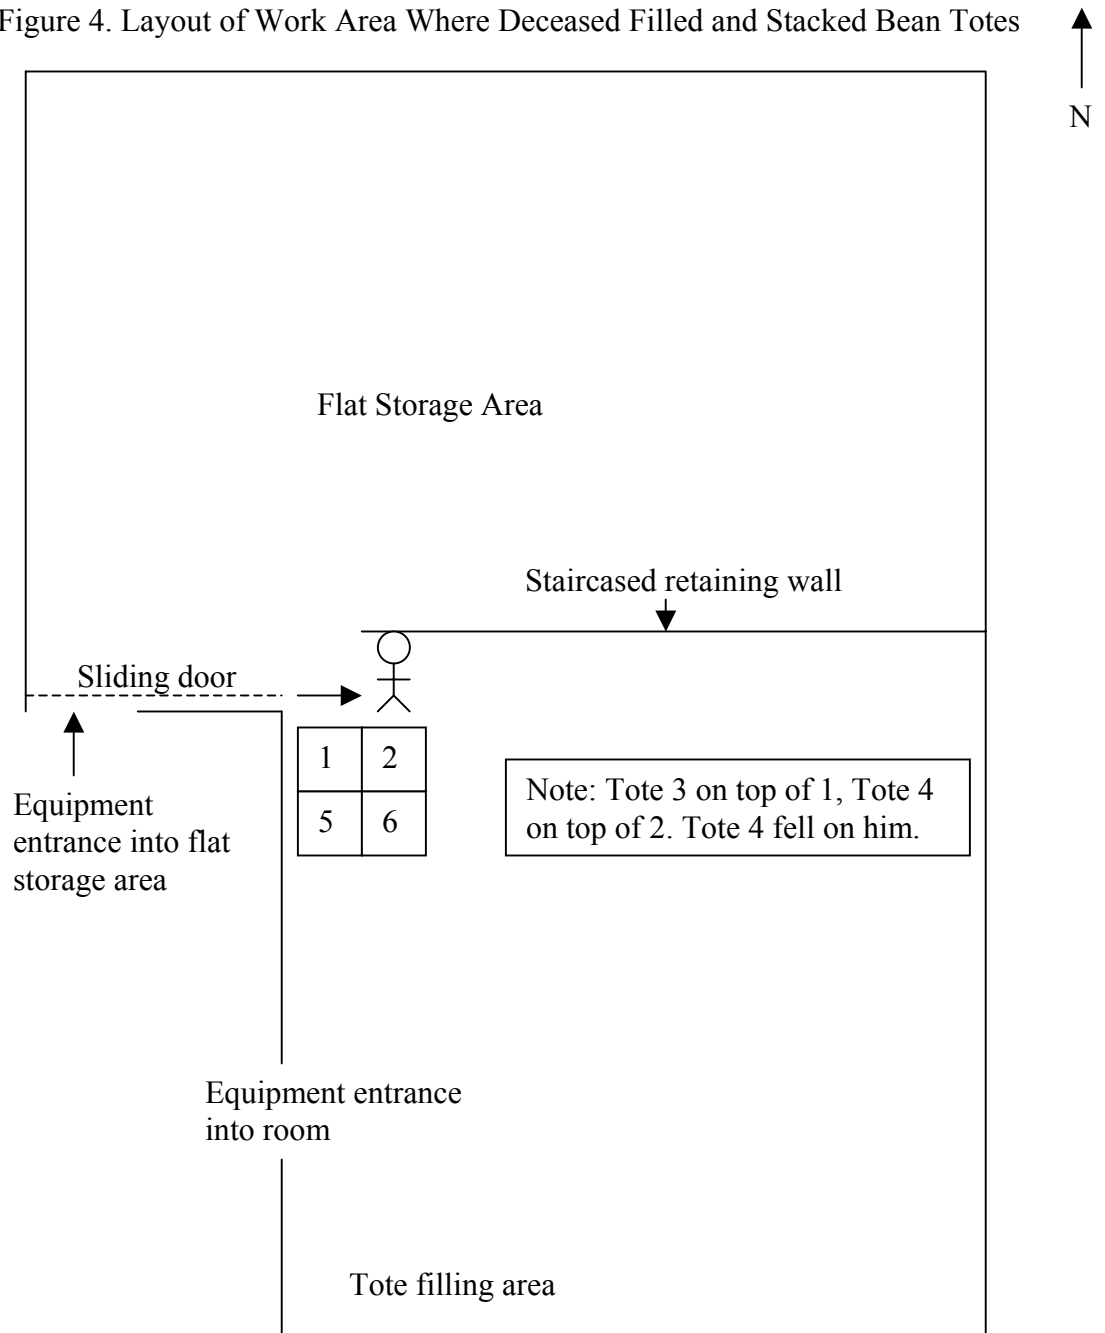 Figure 4. Layout of Work Area Where Deceased Filled and Stacked Bean Totes
N
Flat Storage Area
Staircased retaining wall
Sliding door
1 2
5 6
Note: Tote 3 on top of 1, Tote 4
on top of 2. Tote 4 fell on him.
Equipment
entrance into flat
storage area
Equipment entrance
into room
Tote filling area